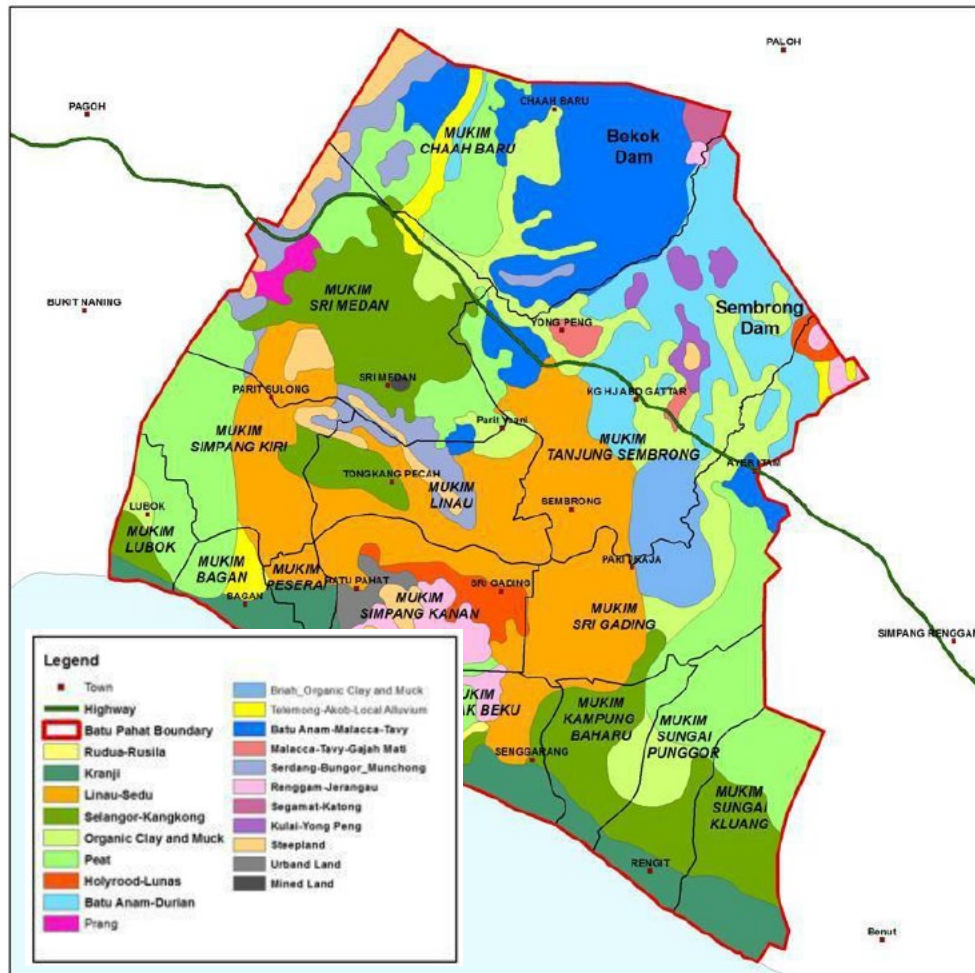 PALOH
PAGOH
CHAAH BARU
MUKIM
CHAAH BARU
Bekok
Dam
BUKIT NANING
MUKIM
SRI MEDAN
Sembrong
Dam
YONG PENG
SRI MEDAN
PARIT SULONG
KG HJ ABD GATTAR
MUKIM
SIMPANG KIRI
Parit Yaani
MUKIM
TANJUNG SEMBRONG
AYER ITAM
TONGKANG PECAH
MUKIM
LINAU
SEMBRONG
LUBOK
MUKIM
LUBOK
MUKIM
BAGAN
MUKIM
PESERAI
BATU PAHAT
SRI GADING
PARIT RAJA
BAGAN
MUKIM
SIMPANG KANAN
MUKIM
SRI GADING
SIMPANG RENGGAM
MUKIM
KAMPUNG
BAHARU
MUKIM
SUNGAI
PUNGGOR
SENGGARANG
MUKIM
SUNGAI
KLUANG
RENGIT
Benut
Legend
Town
Highway
Batu Pahat Boundary
Rudua-Rusila
Kranji
Linau-Sedu
Selangor-Kangkong
Organic Clay and Muck
Peat
Holyrood-Lunas
Batu Anam-Durian
Prang
Briah_Organic Clay and Muck
Telemong-Akob-Local Alluvium
Batu Anam-Malacca-Tavy
Malacca-Tavy-Gajah Mati
Serdang-Bungor_Munchong
Renggam-Jerangau
Segamat-Katong
Kulai-Yong Peng
Steepland
Urband Land
Mined Land